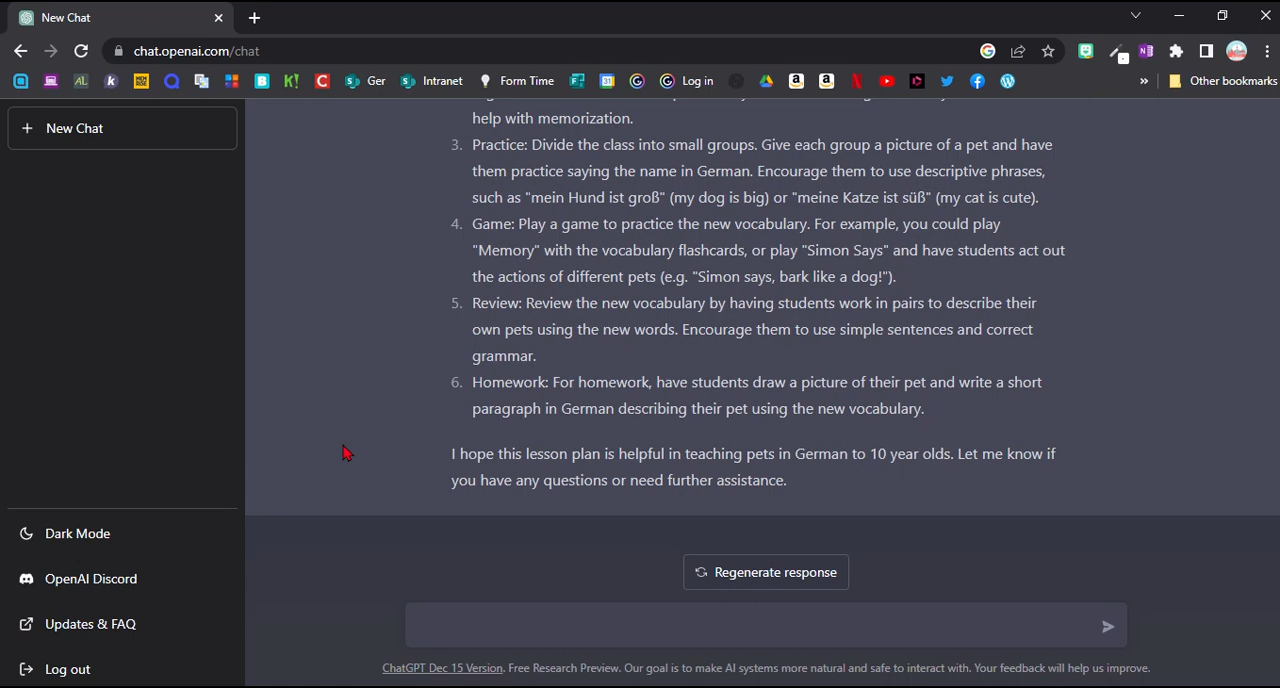 New Chat
chat.openai.com/chat
Ger
Intranet
Form Time
31
Log in
Other bookmarks
New Chat
help with memorization.
3. Practice: Divide the class into small groups. Give each group a picture of a pet and have
them practice saying the name in German. Encourage them to use descriptive phrases,
such as "mein Hund ist groß" (my dog is big) or "meine Katze ist süß" (my cat is cute).
4. Game: Play a game to practice the new vocabulary. For example, you could play
"Memory" with the vocabulary flashcards, or play "Simon Says" and have students act out
the actions of different pets (e.g. "Simon says, bark like a dog!").
5. Review: Review the new vocabulary by having students work in pairs to describe their
own pets using the new words. Encourage them to use simple sentences and correct
grammar.
6. Homework: For homework, have students draw a picture of their pet and write a short
paragraph in German describing their pet using the new vocabulary.
I hope this lesson plan is helpful in teaching pets in German to 10 year olds. Let me know if
you have any questions or need further assistance.
Dark Mode
OpenAI Discord
Updates & FAQ
Log out
Regenerate response
ChatGPT Dec 15 Version. Free Research Preview. Our goal is to make AI systems more natural and safe to interact with. Your feedback will help us improve.